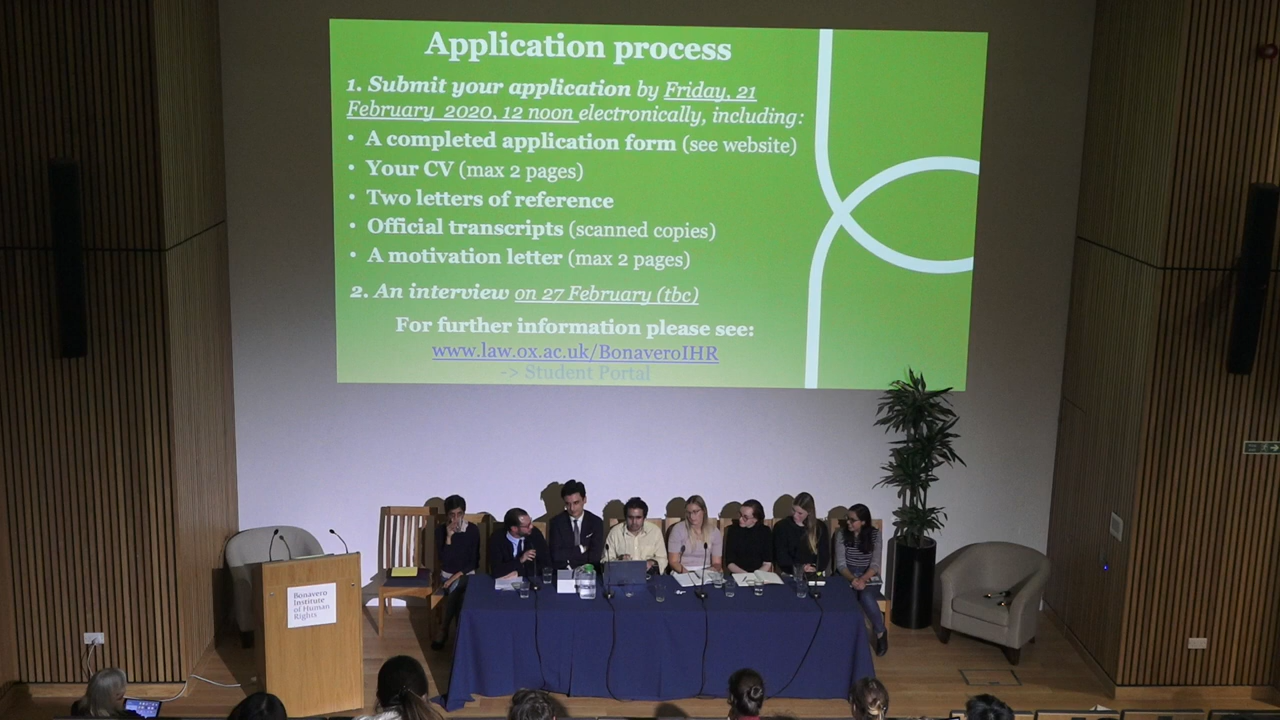 Application process
1. Submit your application by Friday, 21
February 2020, 12 noon electronically, including:
• A completed application form (see website)
• Your CV (max 2 pages)
• Two letters of reference
• Official transcripts (scanned copies)
• A motivation letter (max 2 pages)
2. An interview on 27 February (tbc)
For further information please see:
www.law.ox.ac.uk/BonaveroIHR
-> Student Portal
Bonavero
Institute
of Human
Rights